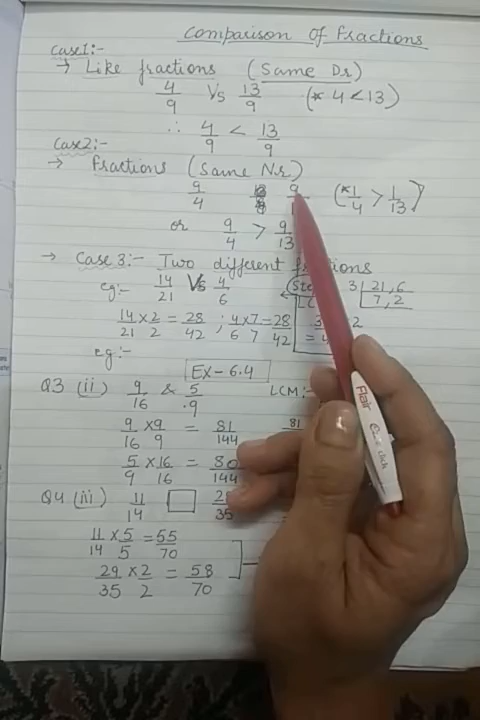 Comparison Of Fractions
Case1:-
→ Like fractions (Same Dr)
4/9 Vs 13/9 (* 4 < 13)
∴ 4/9 < 13/9
Case2:-
→ Fractions (Same Nr)
9/4 9/1 (* 1/4 > 1/13)
or 9/4 > 9/13
→ Case 3:- Two different fractions
eg:- 14/21 Vs 4/6 3 | 21, 6
7, 2
14/21 × 2/2 = 28/42 ; 4/6 × 7/7 = 28/42
eg:-
Ex-6.4
Q3 (ii) 9/16 & 5/9 LCM:-
9/16 × 9/9 = 81/144 81
5/9 × 16/16 = 80/144
Q4 (iii) 11/14 □ 35
11/14 × 5/5 = 55/70
29/35 × 2/2 = 58/70
Flair